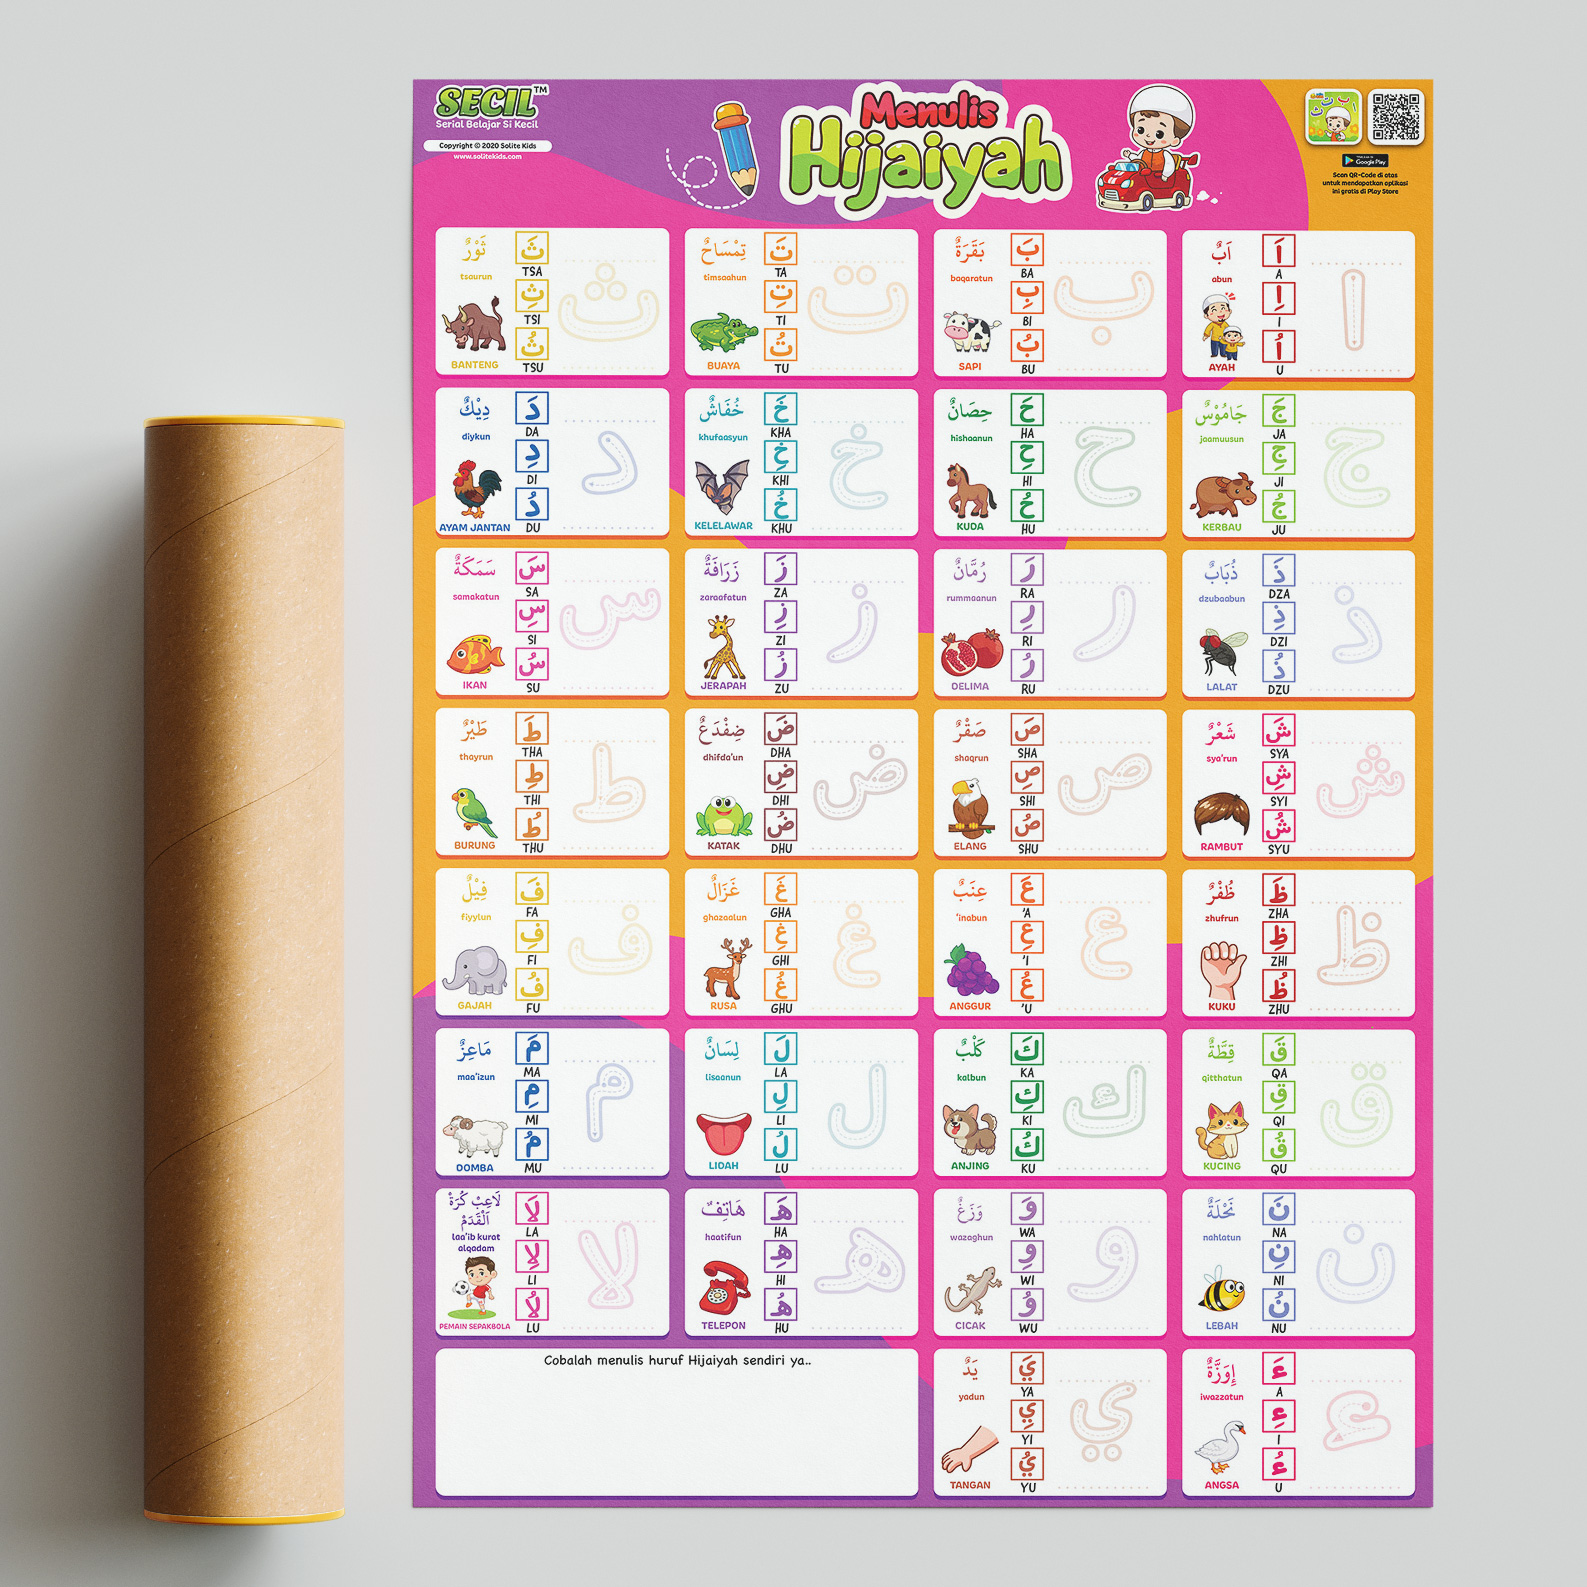 SECIL™
Serial Belajar Si Kecil
Copyright © 2020 Solite Kids
www.solitekids.com
Menulis
Hijaiyah
Google Play
Scan QR-Code di atas
untuk mendapatkan aplikasi
ini gratis di Play Store
اَبٌ
abun
AYAH
اَ
A
اِ
I
اُ
U
ا
بَقَرَةٌ
baqaratun
SAPI
بَ
BA
بِ
BI
بُ
BU
ب
تِمْسَاحٌ
timsaahun
BUAYA
تَ
TA
تِ
TI
تُ
TU
ت
ثَوْرٌ
tsaurun
BANTENG
ثَ
TSA
ثِ
TSI
ثُ
TSU
ث
جَامُوْسٌ
jaamuusun
KERBAU
جَ
JA
جِ
JI
جُ
JU
ج
حِصَانٌ
hishaanun
KUDA
حَ
HA
حِ
HI
حُ
HU
ح
خُفَاشٌ
khufaasyun
KELELAWAR
خَ
KHA
خِ
KHI
خُ
KHU
خ
دِيْكٌ
diykun
AYAM JANTAN
دَ
DA
دِ
DI
دُ
DU
د
ذُبَابٌ
dzubaabun
LALAT
ذَ
DZA
ذِ
DZI
ذُ
DZU
ذ
رُمَّانٌ
rummaanun
DELIMA
رَ
RA
رِ
RI
رُ
RU
ر
زَرَافَةٌ
zaraafatun
JERAPAH
زَ
ZA
زِ
ZI
زُ
ZU
ز
سَمَكَةٌ
samakatun
IKAN
سَ
SA
سِ
SI
سُ
SU
س
شَعْرٌ
sya'run
RAMBUT
شَ
SYA
شِ
SYI
شُ
SYU
ش
صَقْرٌ
shaqrun
ELANG
صَ
SHA
صِ
SHI
صُ
SHU
ص
ضِفْدَعٌ
dhifda'un
KATAK
ضَ
DHA
ضِ
DHI
ضُ
DHU
ض
طَيْرٌ
thayrun
BURUNG
طَ
THA
طِ
THI
طُ
THU
ط
ظُفْرٌ
zhufrun
KUKU
ظَ
ZHA
ظِ
ZHI
ظُ
ZHU
ظ
عِنَبٌ
'inabun
ANGGUR
عَ
'A
عِ
'I
عُ
'U
ع
غَزَالٌ
ghazaalun
RUSA
غَ
GHA
غِ
GHI
غُ
GHU
غ
فِيْلٌ
fiyylun
GAJAH
فَ
FA
فِ
FI
فُ
FU
ف
قِطَّةٌ
qitthatun
KUCING
قَ
QA
قِ
QI
قُ
QU
ق
كَلْبٌ
kalbun
ANJING
كَ
KA
كِ
KI
كُ
KU
ك
لِسَانٌ
lisaanun
LIDAH
لَ
LA
لِ
LI
لُ
LU
ل
مَاعِزٌ
maa'izun
DOMBA
مَ
MA
مِ
MI
مُ
MU
م
نَحْلَةٌ
nahlatun
LEBAH
نَ
NA
نِ
NI
نُ
NU
ن
وَزَغٌ
wazaghun
CICAK
وَ
WA
وِ
WI
وُ
WU
و
هَاتِفٌ
haatifun
TELEPON
هَ
HA
هِ
HI
هُ
HU
ه
لَاعِبْ كُرَةْ
اَلْقَدَمْ
laa'ib kurat
alqadam
PEMAIN SEPAKBOLA
لَا
LA
لِا
LI
لُا
LU
لا
إِوَزَّةٌ
iwazzatun
ANGSA
ءَ
A
ءِ
I
ءُ
U
ء
يَدٌ
yadun
TANGAN
يَ
YA
يِ
YI
يُ
YU
ي
Cobalah menulis huruf Hijaiyah sendiri ya..